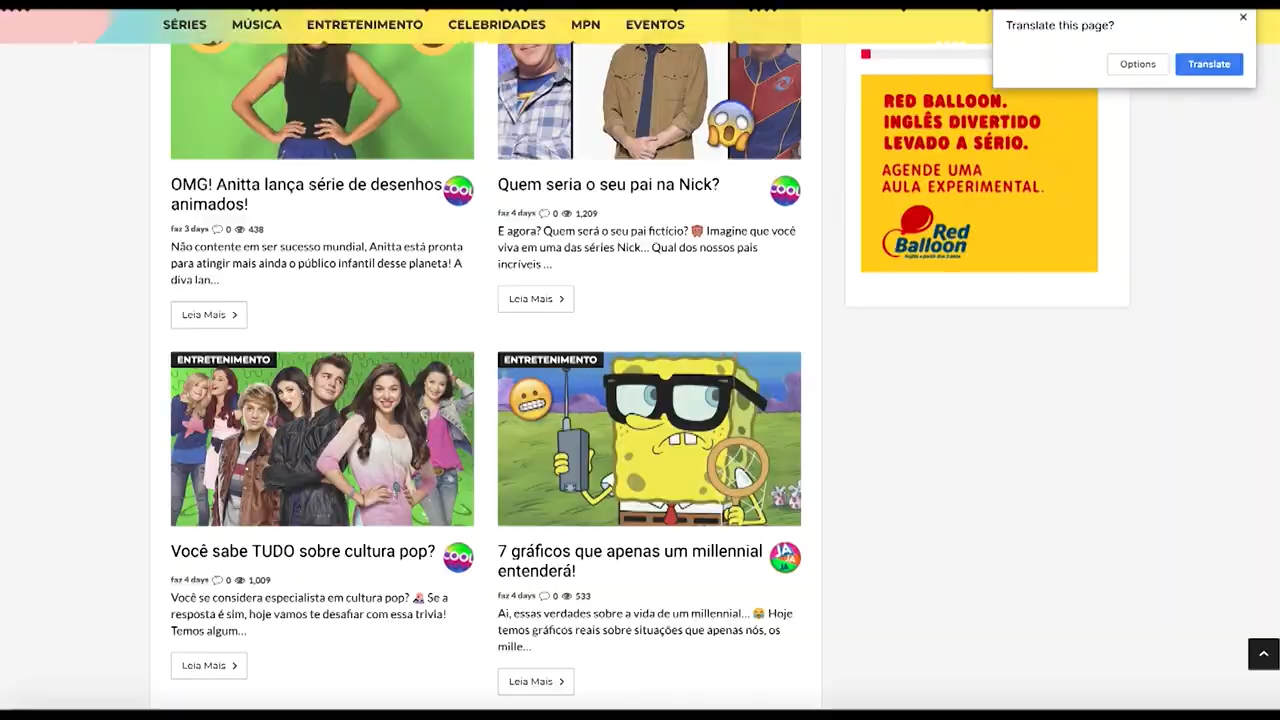 SÉRIES
MÚSICA
ENTRETENIMENTO
CELEBRIDADES
MPN
EVENTOS
Translate this page?
Options
Translate
OMG! Anitta lança série de desenhos
animados!
COOL
faz 3 days 0 438
Não contente em ser sucesso mundial, Anitta está pronta
para atingir mais ainda o público infantil desse planeta! A
diva lan...
Leia Mais
Quem seria o seu pai na Nick?
COOL
faz 4 days 0 1,209
E agora? Quem será o seu pai fictício? Imagine que você
viva em uma das séries Nick... Qual dos nossos pais
incríveis ...
Leia Mais
RED BALLOON.
INGLÊS DIVERTIDO
LEVADO A SÉRIO.
AGENDE UMA
AULA EXPERIMENTAL.
Red
Balloon
ENTRETENIMENTO
Você sabe TUDO sobre cultura pop?
COOL
faz 4 days 0 1,009
Você se considera especialista em cultura pop? Se a
resposta é sim, hoje vamos te desafiar com essa trivia!
Temos algum...
Leia Mais
ENTRETENIMENTO
7 gráficos que apenas um millennial
entenderá!
JA
JA
JA
faz 4 days 0 533
Ai, essas verdades sobre a vida de um millennial... Hoje
temos gráficos reais sobre situações que apenas nós, os
mille...
Leia Mais